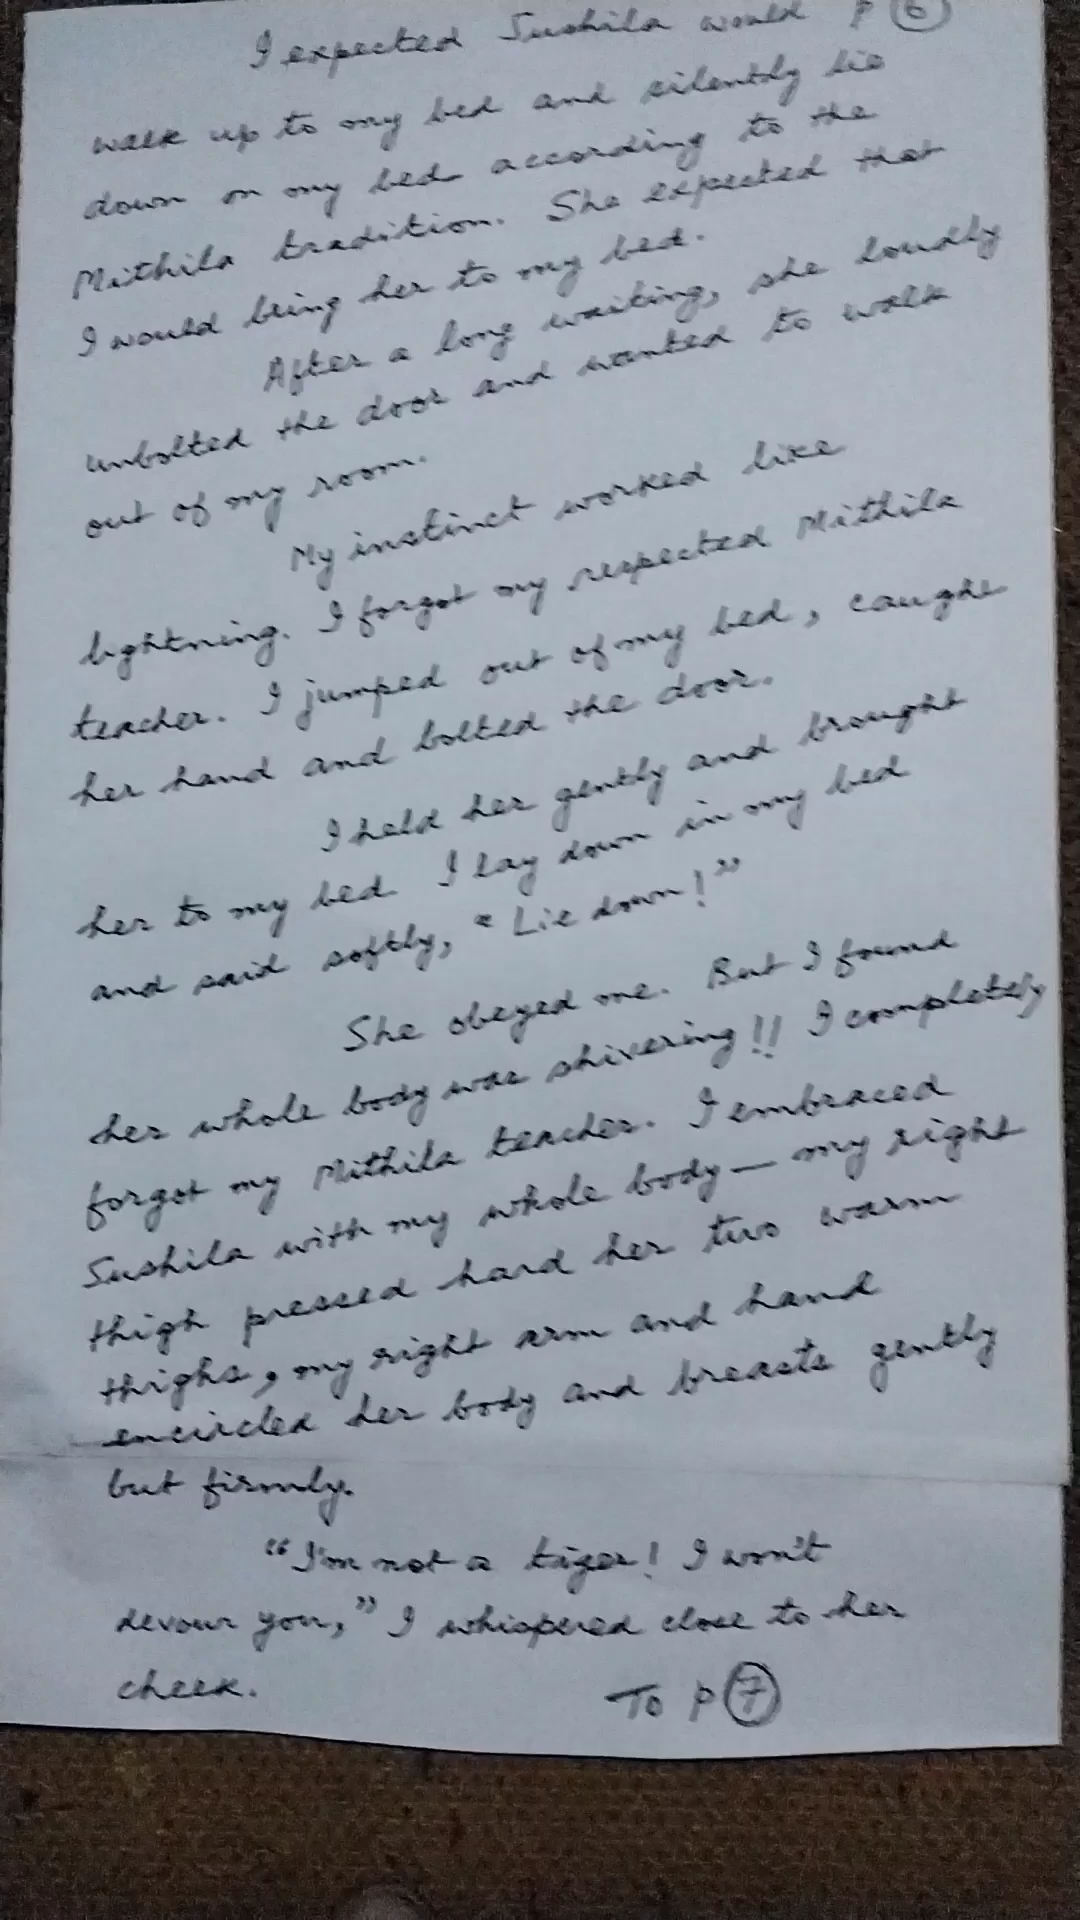 I expected Sushila would P 6
walk up to my bed and silently lie
down on my bed according to the
Mithila tradition. She expected that
I would bring her to my bed.
After a long waiting, she loudly
unbolted the door and wanted to walk
out of my room.
My instinct worked like
lightning. I forgot my respected Mithila
teacher. I jumped out of my bed, caught
her hand and bolted the door.
I held her gently and brought
her to my bed. I lay down in my bed
and said softly, "Lie down!"
She obeyed me. But I found
her whole body was shivering!! I completely
forgot my Mithila teacher. I embraced
Sushila with my whole body — my right
thigh pressed hard her two warm
thighs, my right arm and hand
encircled her body and breasts gently
but firmly.
"I'm not a tiger! I won't
devour you," I whispered close to her
cheek.
To P 7